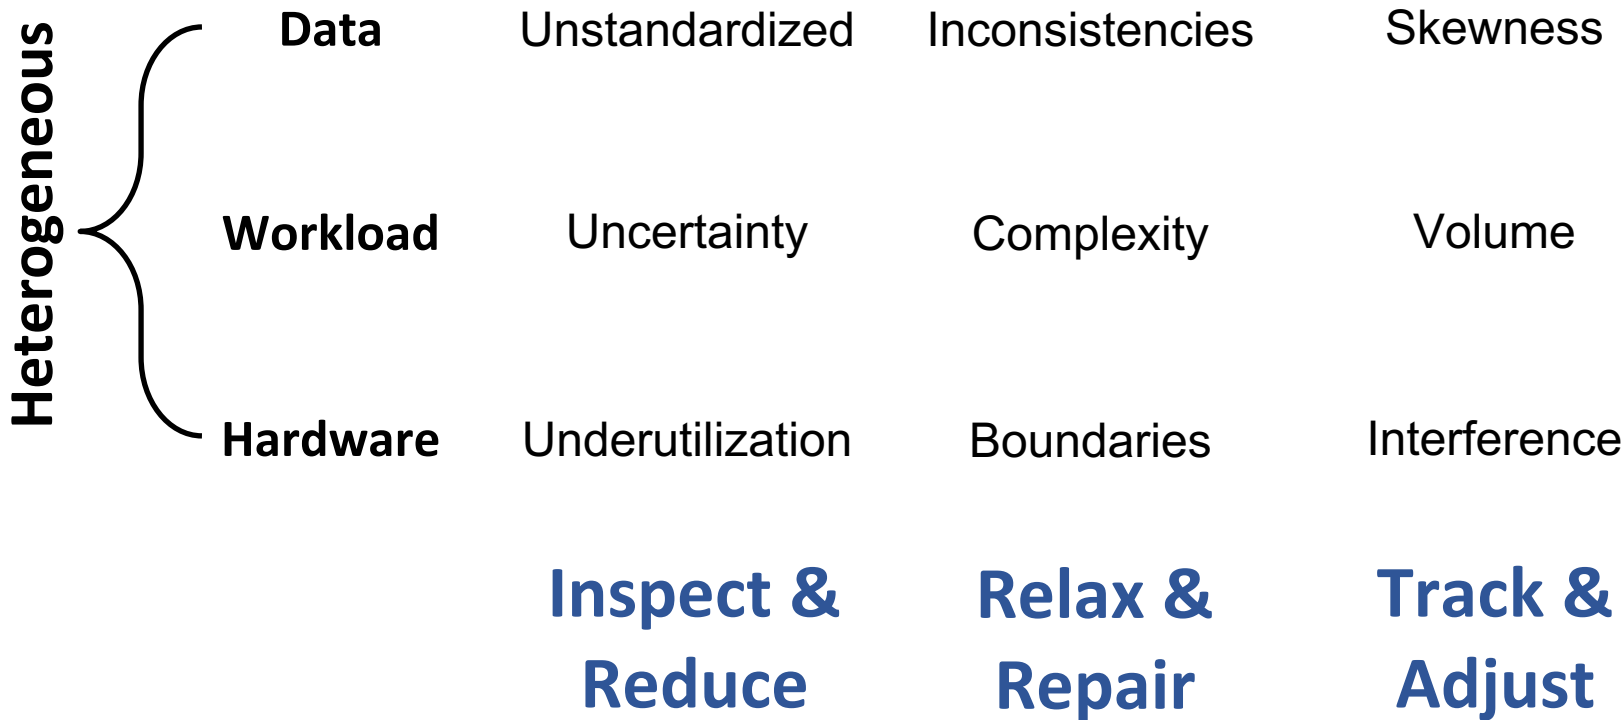 Heterogeneous
Data Unstandardized Inconsistencies Skewness
Workload Uncertainty Complexity Volume
Hardware Underutilization Boundaries Interference
Inspect & Relax & Track &
Reduce Repair Adjust